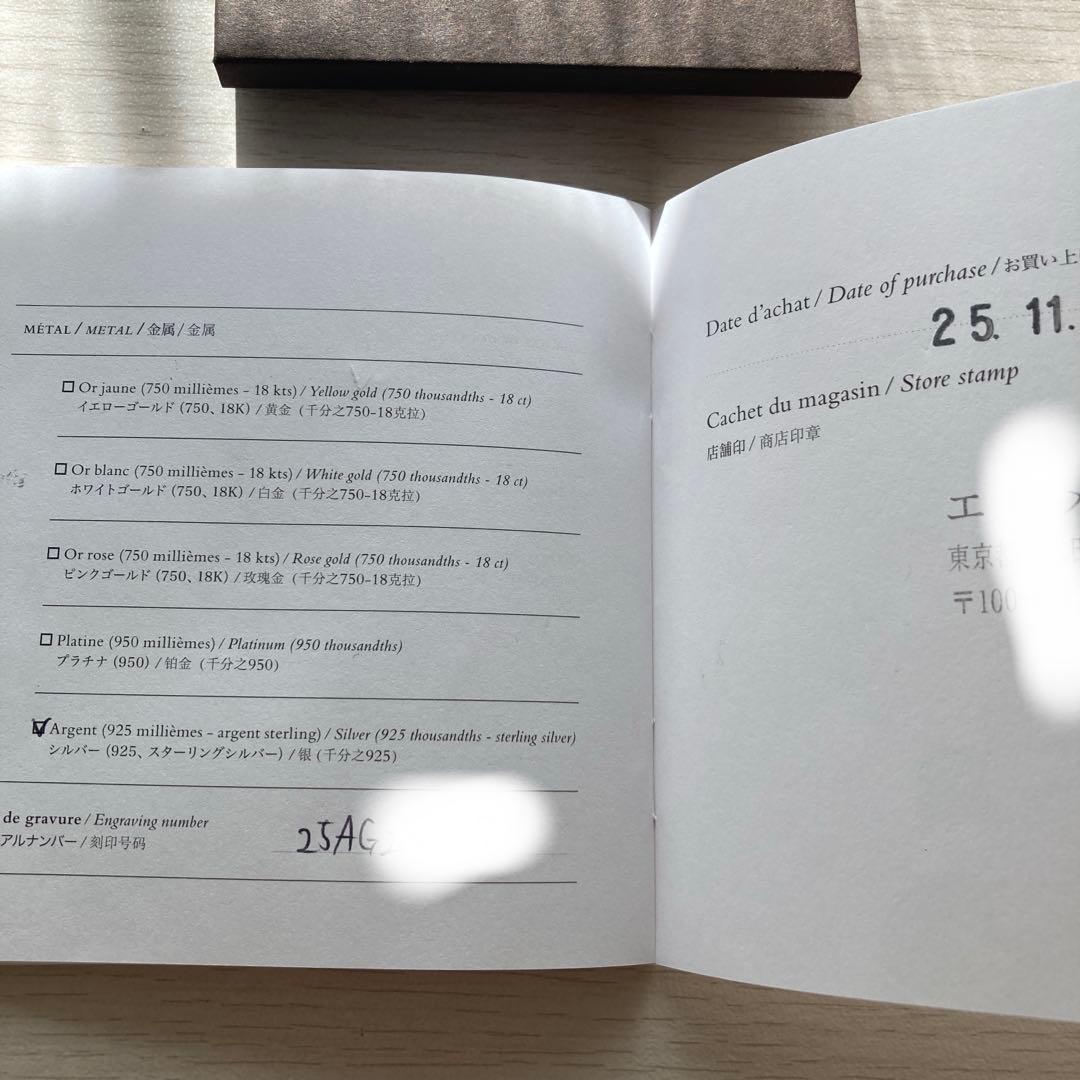 MÉTAL / METAL / 金属 / 金属
Or jaune (750 millièmes - 18 kts) / Yellow gold (750 thousandths - 18 ct)
イエローゴールド (750、18K) / 黄金 (千分之750-18克拉)
Or blanc (750 millièmes - 18 kts) / White gold (750 thousandths - 18 ct)
ホワイトゴールド (750、18K) / 白金 (千分之750-18克拉)
Or rose (750 millièmes - 18 kts) / Rose gold (750 thousandths - 18 ct)
ピンクゴールド (750、18K) / 玫瑰金 (千分之750-18克拉)
Platine (950 millièmes) / Platinum (950 thousandths)
プラチナ (950) / 铂金 (千分之950)
Argent (925 millièmes - argent sterling) / Silver (925 thousandths - sterling silver)
シルバー (925、スターリングシルバー) / 银 (千分之925)
de gravure / Engraving number
アルナンバー / 刻印号码
25AG
Date d'achat / Date of purchase / お買い上
25. 11.
Cachet du magasin / Store stamp
店舗印 / 商店印章
エ
東京
〒100